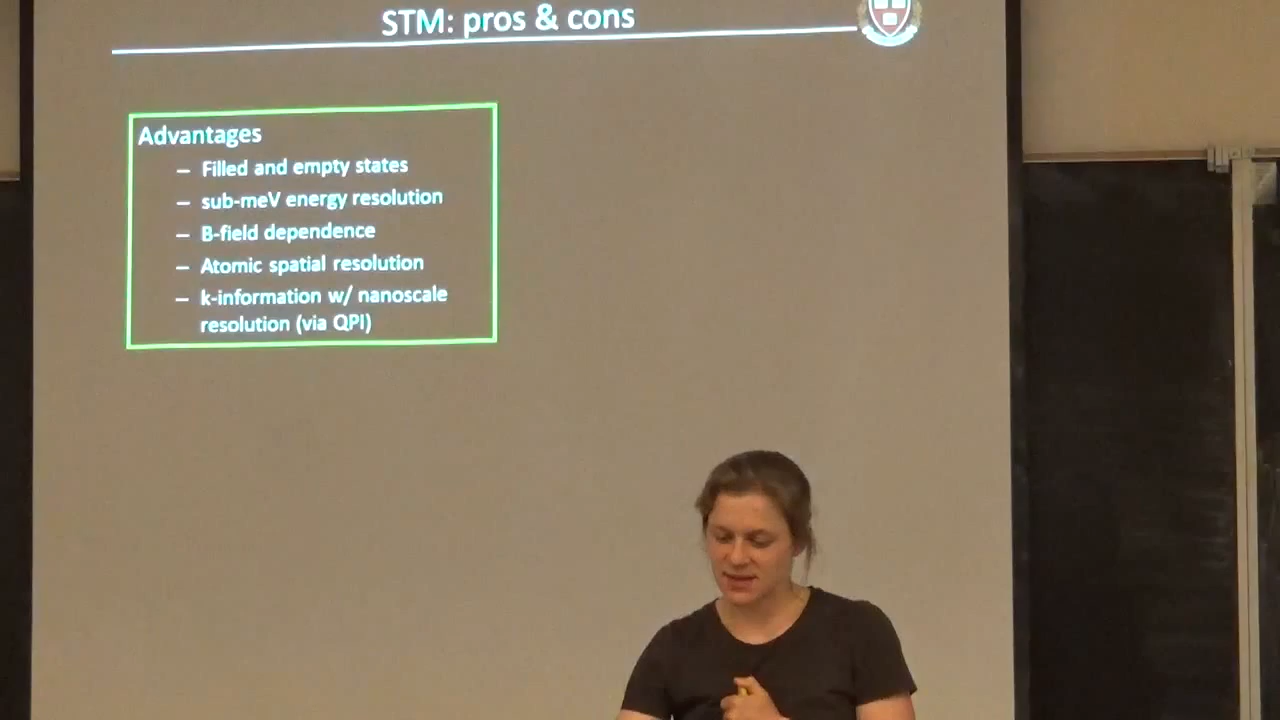 STM: pros & cons
Advantages
– Filled and empty states
– sub-meV energy resolution
– B-field dependence
– Atomic spatial resolution
– k-information w/ nanoscale
resolution (via QPI)